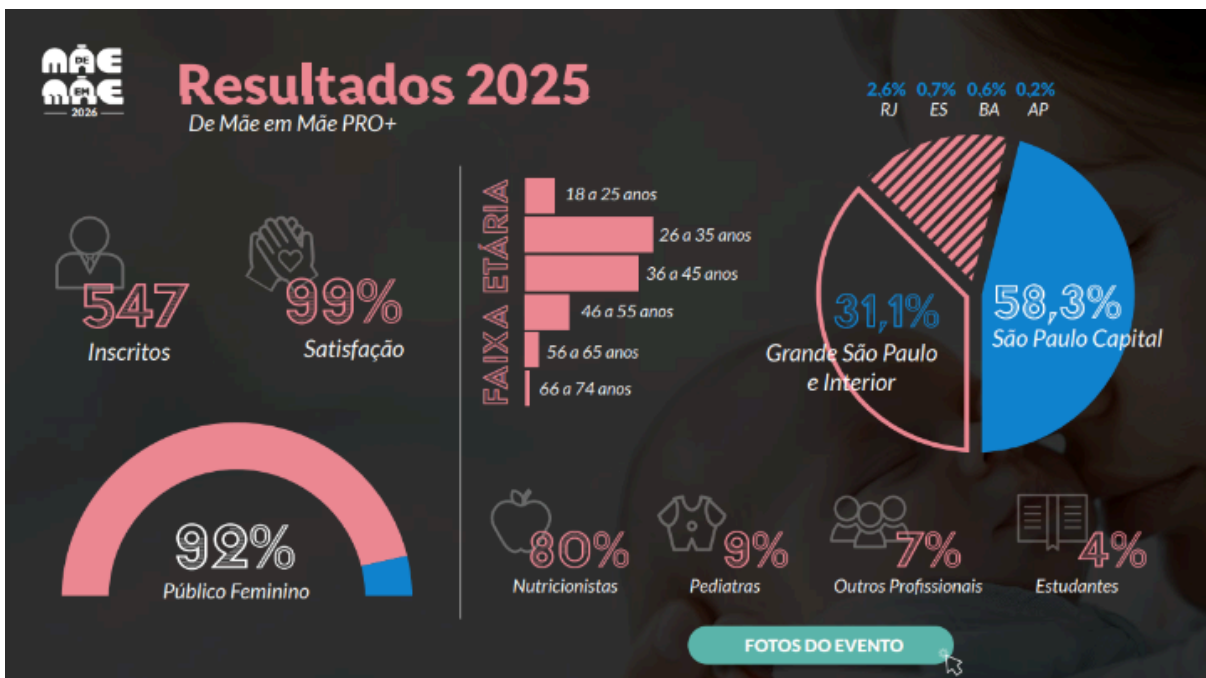 MÃE
DE
EM
MÃE
2026
Resultados 2025
De Mãe em Mãe PRO+
547
Inscritos
99%
Satisfação
92%
Público Feminino
FAIXA ETÁRIA
18 a 25 anos
26 a 35 anos
36 a 45 anos
46 a 55 anos
56 a 65 anos
66 a 74 anos
2,6% 0,7% 0,6% 0,2%
RJ ES BA AP
31,1%
Grande São Paulo
e Interior
58,3%
São Paulo Capital
80%
Nutricionistas
9%
Pediatras
7%
Outros Profissionais
4%
Estudantes
FOTOS DO EVENTO